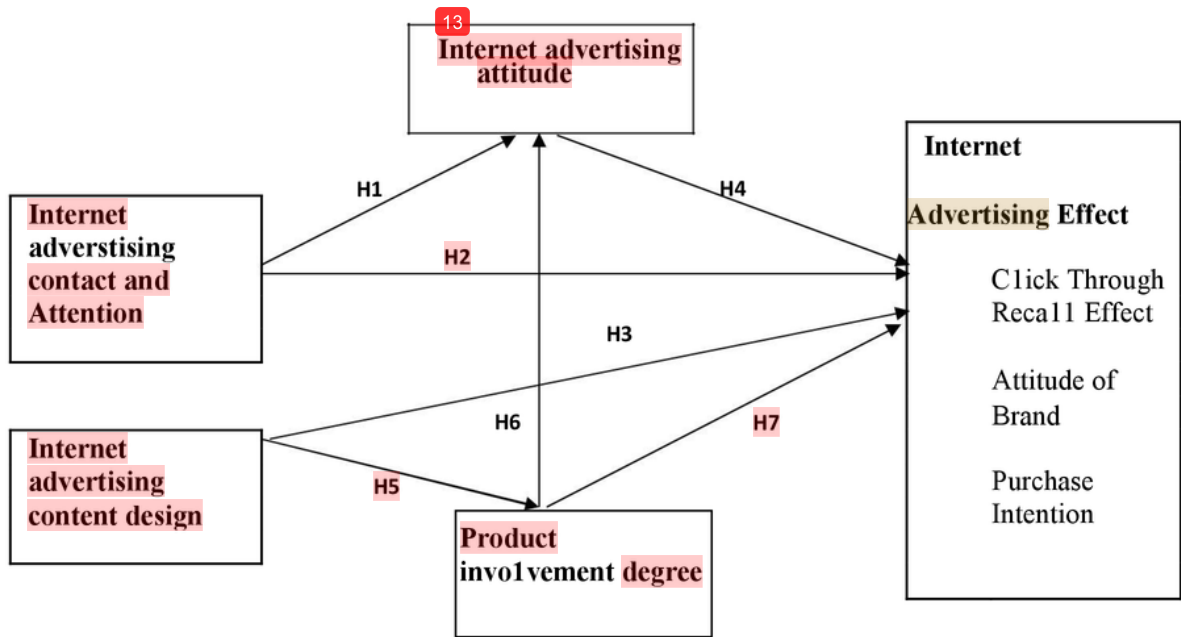 13
Internet advertising
attitude
H1
H4
Internet
adverstising
contact and
Attention
H2
Internet
Advertising Effect
C1ick Through
Reca11 Effect
Attitude of
Brand
Purchase
Intention
H3
H6
H7
Internet
advertising
content design
H5
Product
invo1vement degree